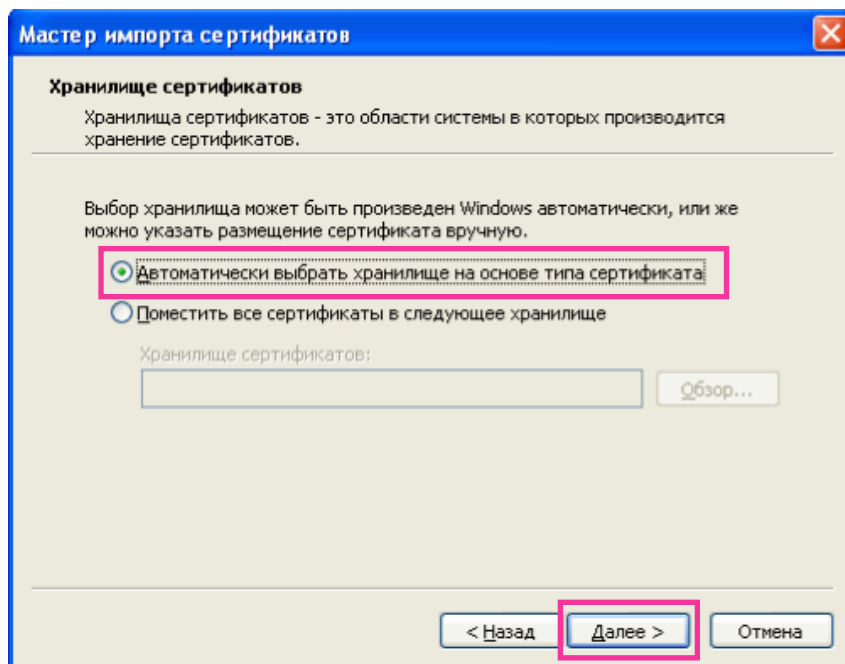 Мастер импорта сертификатов
Хранилище сертификатов
Хранилища сертификатов - это области системы в которых производится
хранение сертификатов.
Выбор хранилища может быть произведен Windows автоматически, или же
можно указать размещение сертификата вручную.
Автоматически выбрать хранилище на основе типа сертификата
Поместить все сертификаты в следующее хранилище
Хранилище сертификатов:
Обзор...
< Назад
Далее >
Отмена